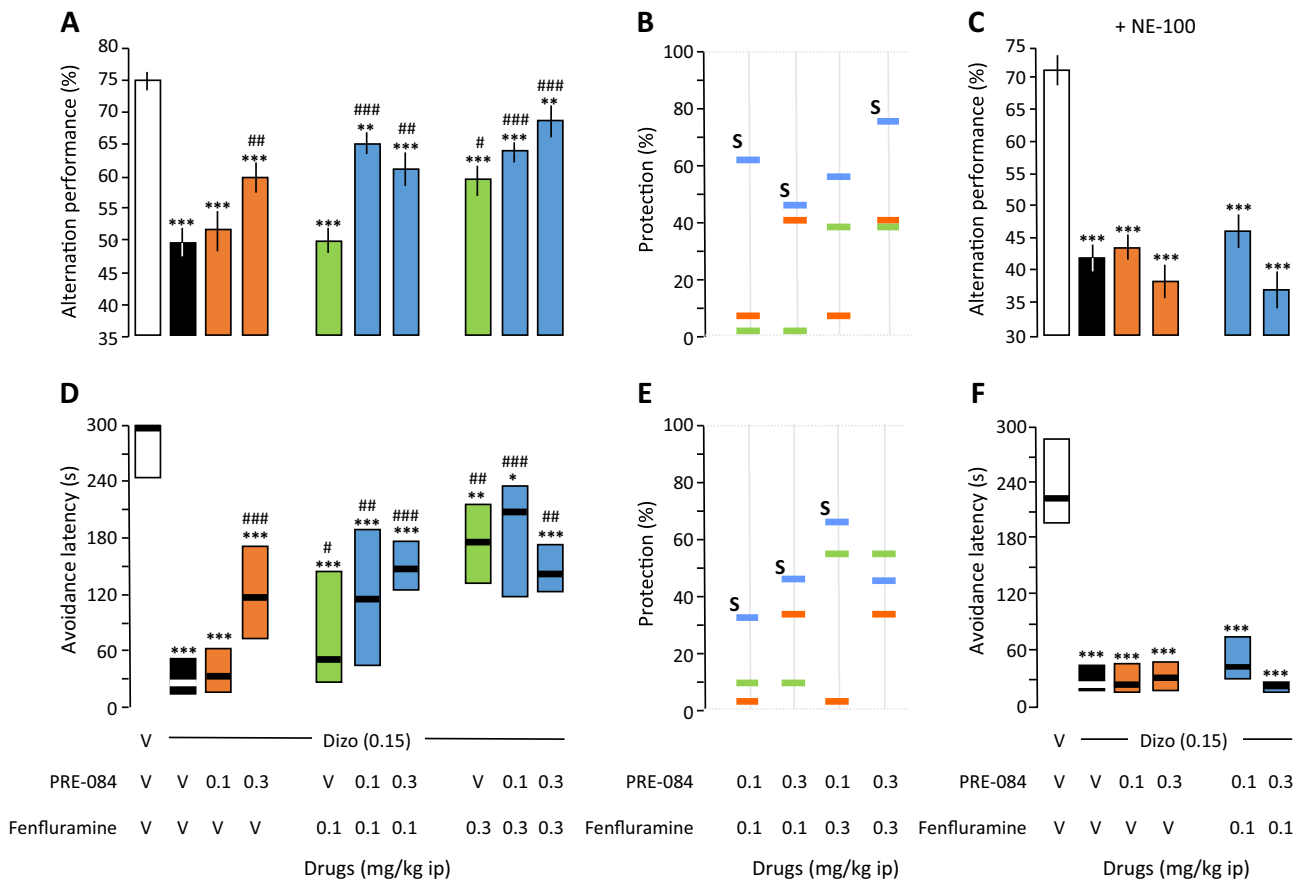 A
Alternation performance (%)
75
70
65
60
55
50
45
40
35
***
***
##
***
***
###
**
##
***
#
***
###
***
###
**
B
Protection (%)
100
80
60
40
20
0
S
S
S
C
+ NE-100
Alternation performance (%)
75
70
65
60
55
50
45
40
35
30
***
***
***
***
***
D
Avoidance latency (s)
300
240
180
120
60
0
***
***
###
***
#
***
##
***
###
***
##
**
###
*
##
***
E
Protection (%)
100
80
60
40
20
0
S
S
S
F
Avoidance latency (s)
300
240
180
120
60
0
***
***
***
***
***
V Dizo (0.15)
PRE-084 V V 0.1 0.3 V 0.1 0.3 V 0.1 0.3
Fenfluramine V V V V 0.1 0.1 0.1 0.3 0.3 0.3
Drugs (mg/kg ip)
PRE-084 0.1 0.3 0.1 0.3
Fenfluramine 0.1 0.1 0.3 0.3
V Dizo (0.15)
PRE-084 V V 0.1 0.3 0.1 0.3
Fenfluramine V V V V 0.1 0.1
Drugs (mg/kg ip)